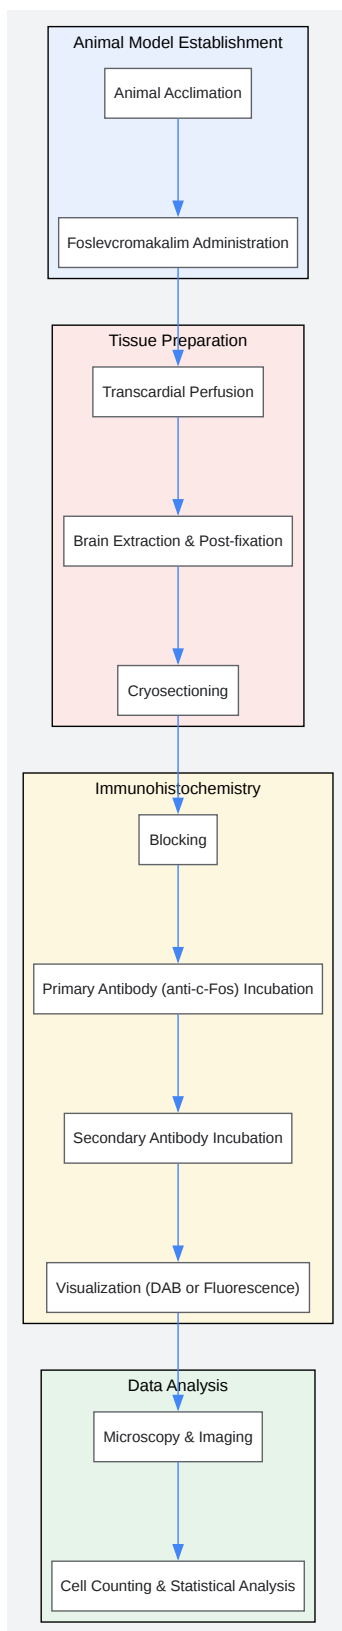 Animal Model Establishment
Animal Acclimation
Foslevcromakalim Administration
Tissue Preparation
Transcardial Perfusion
Brain Extraction & Post-fixation
Cryosectioning
Immunohistochemistry
Blocking
Primary Antibody (anti-c-Fos) Incubation
Secondary Antibody Incubation
Visualization (DAB or Fluorescence)
Data Analysis
Microscopy & Imaging
Cell Counting & Statistical Analysis